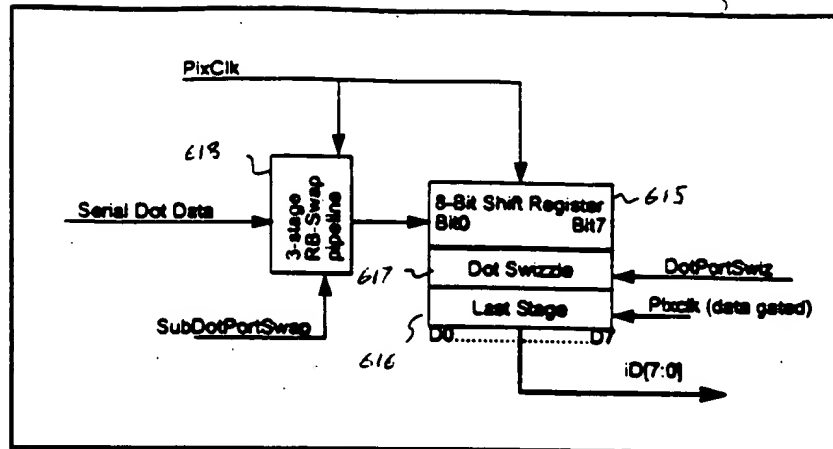 PixClk
618
8-Bit Shift Register
615
Bit0 Bit7
Serial Dot Data
3-stage
RB-Swap
pipeline
617
Dot Swizzle
DotPortSwiz
Last Stage
Pixclk (data gated)
SubDotPortSwap
D0..................D7
616
iD[7:0]